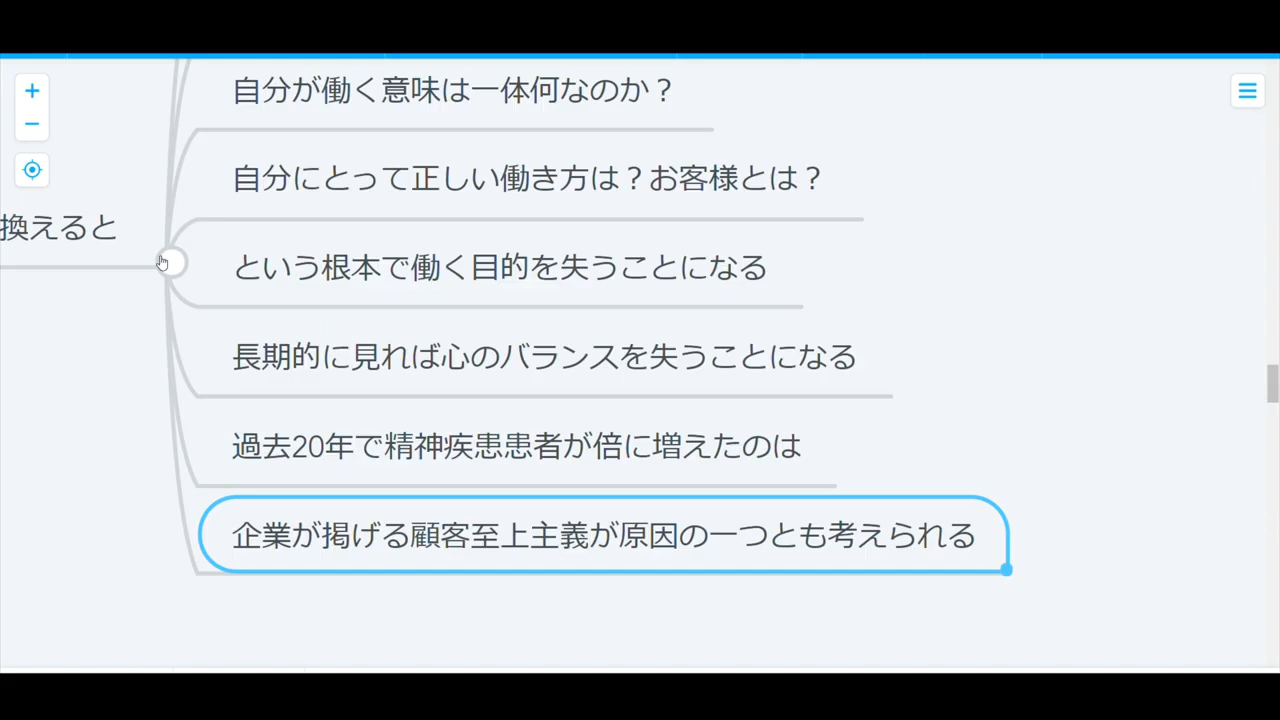 自分が働く意味は一体何なのか？
自分にとって正しい働き方は？お客様とは？
換えると
という根本で働く目的を失うことになる
長期的に見れば心のバランスを失うことになる
過去20年で精神疾患患者が倍に増えたのは
企業が掲げる顧客至上主義が原因の一つとも考えられる